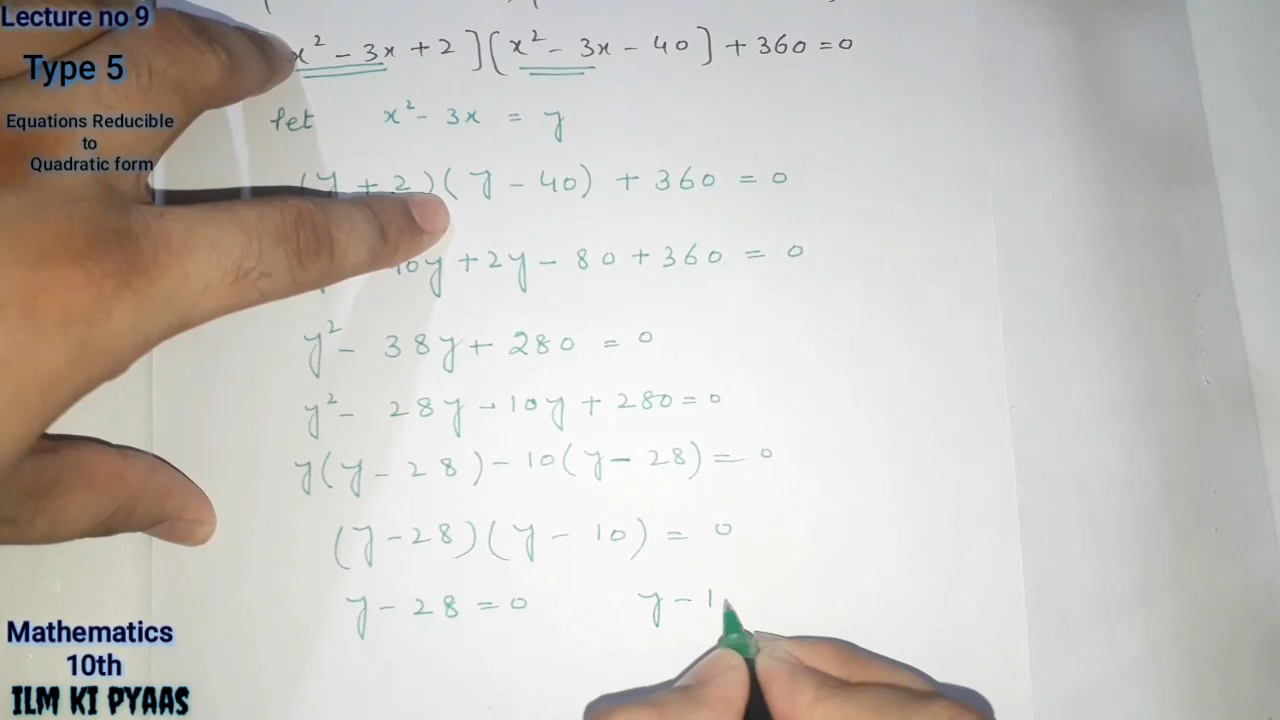 Lecture no 9
Type 5
Equations Reducible
to
Quadratic form
x² - 3x + 2 ] [ x² - 3x - 40 ] + 360 = 0
let x² - 3x = y
(y + 2)(y - 40) + 360 = 0
40y + 2y - 80 + 360 = 0
y² - 38y + 280 = 0
y² - 28y - 10y + 280 = 0
y(y - 28) - 10(y - 28) = 0
(y - 28)(y - 10) = 0
y - 28 = 0 y - 1
Mathematics
10th
ILM KI PYAAS